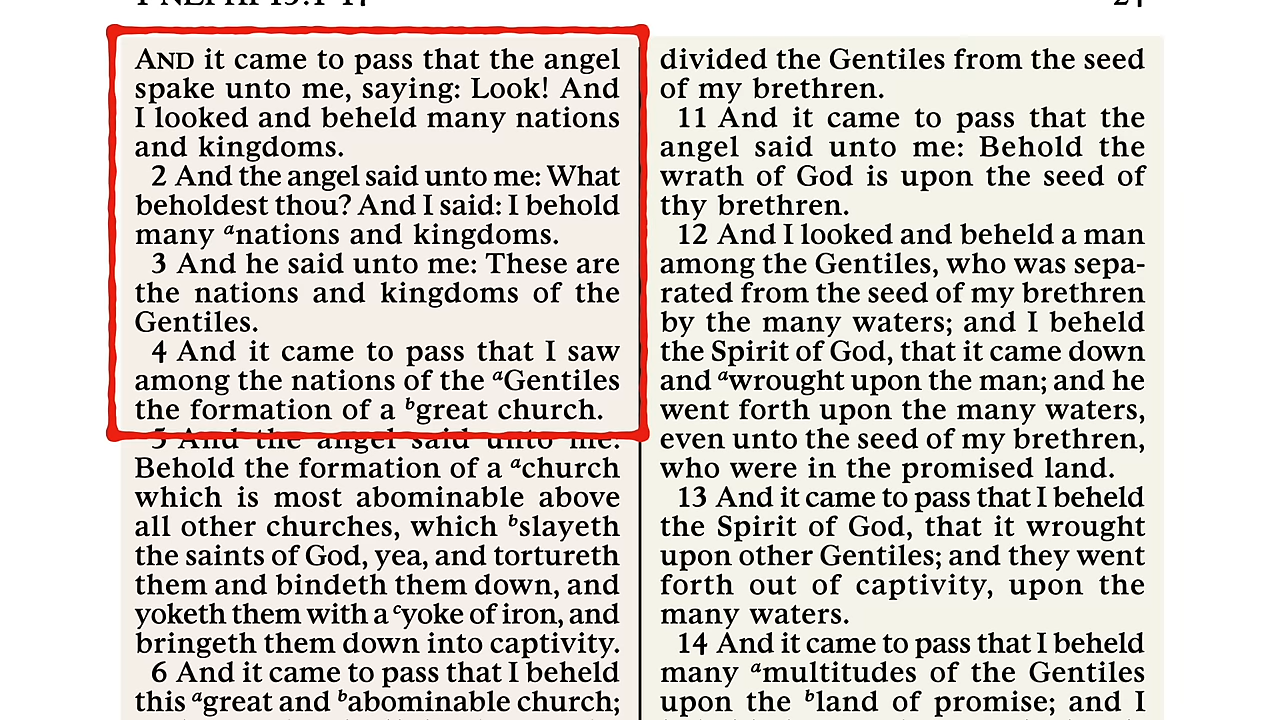 AND it came to pass that the angel
spake unto me, saying: Look! And
I looked and beheld many nations
and kingdoms.
2 And the angel said unto me: What
beholdest thou? And I said: I behold
many anations and kingdoms.
3 And he said unto me: These are
the nations and kingdoms of the
Gentiles.
4 And it came to pass that I saw
among the nations of the aGentiles
the formation of a bgreat church.
5 And the angel said unto me:
Behold the formation of a achurch
which is most abominable above
all other churches, which bslayeth
the saints of God, yea, and tortureth
them and bindeth them down, and
yoketh them with a cyoke of iron, and
bringeth them down into captivity.
6 And it came to pass that I beheld
this agreat and babominable church;
divided the Gentiles from the seed
of my brethren.
11 And it came to pass that the
angel said unto me: Behold the
wrath of God is upon the seed of
thy brethren.
12 And I looked and beheld a man
among the Gentiles, who was sepa-
rated from the seed of my brethren
by the many waters; and I beheld
the Spirit of God, that it came down
and awrought upon the man; and he
went forth upon the many waters,
even unto the seed of my brethren,
who were in the promised land.
13 And it came to pass that I beheld
the Spirit of God, that it wrought
upon other Gentiles; and they went
forth out of captivity, upon the
many waters.
14 And it came to pass that I beheld
many amultitudes of the Gentiles
upon the bland of promise; and I